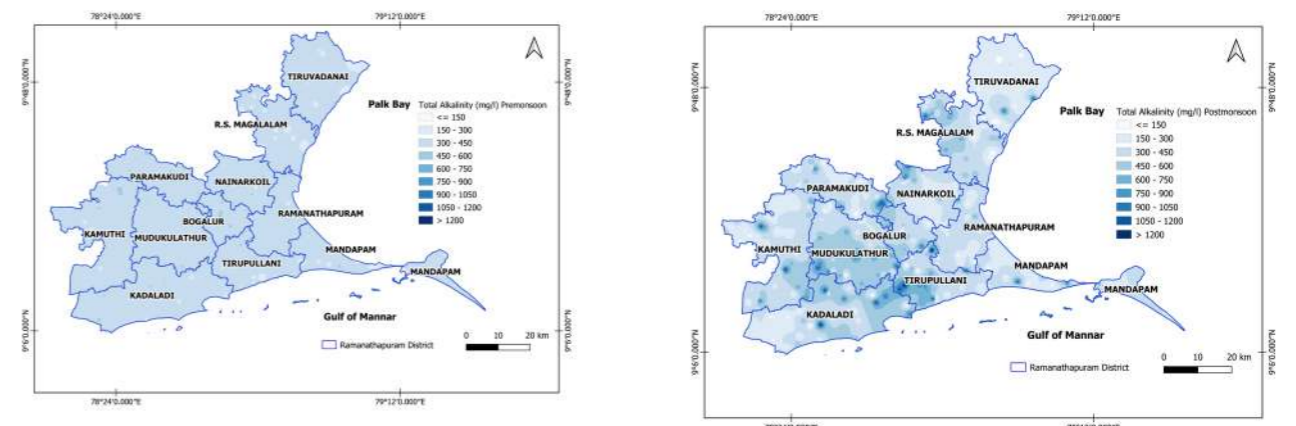 78°24'0.000"E 79°12'0.000"E
9°48'0.000"N
9°48'0.000"N
TIRUVADANAI
Palk Bay
Total Alkalinity (mg/l) Premonsoon
<= 150
150 - 300
300 - 450
450 - 600
600 - 750
750 - 900
900 - 1050
1050 - 1200
> 1200
R.S. MAGALALAM
PARAMAKUDI
NAINARKOIL
BOGALUR
RAMANATHAPURAM
KAMUTHI
MUDUKULATHUR
MANDAPAM
TIRUPULLANI
MANDAPAM
KADALADI
Gulf of Mannar
0 10 20 km
Ramanathapuram District
9°6'0.000"N
9°6'0.000"N
78°24'0.000"E 79°12'0.000"E
78°24'0.000"E 79°12'0.000"E
9°48'0.000"N
9°48'0.000"N
TIRUVADANAI
Palk Bay
Total Alkalinity (mg/l) Postmonsoon
<= 150
150 - 300
300 - 450
450 - 600
600 - 750
750 - 900
900 - 1050
1050 - 1200
> 1200
R.S. MAGALALAM
PARAMAKUDI
NAINARKOIL
RAMANATHAPURAM
BOGALUR
KAMUTHI
MUDUKULATHUR
MANDAPAM
TIRUPULLANI
MANDAPAM
KADALADI
Gulf of Mannar
0 10 20 km
Ramanathapuram District
9°6'0.000"N
9°6'0.000"N